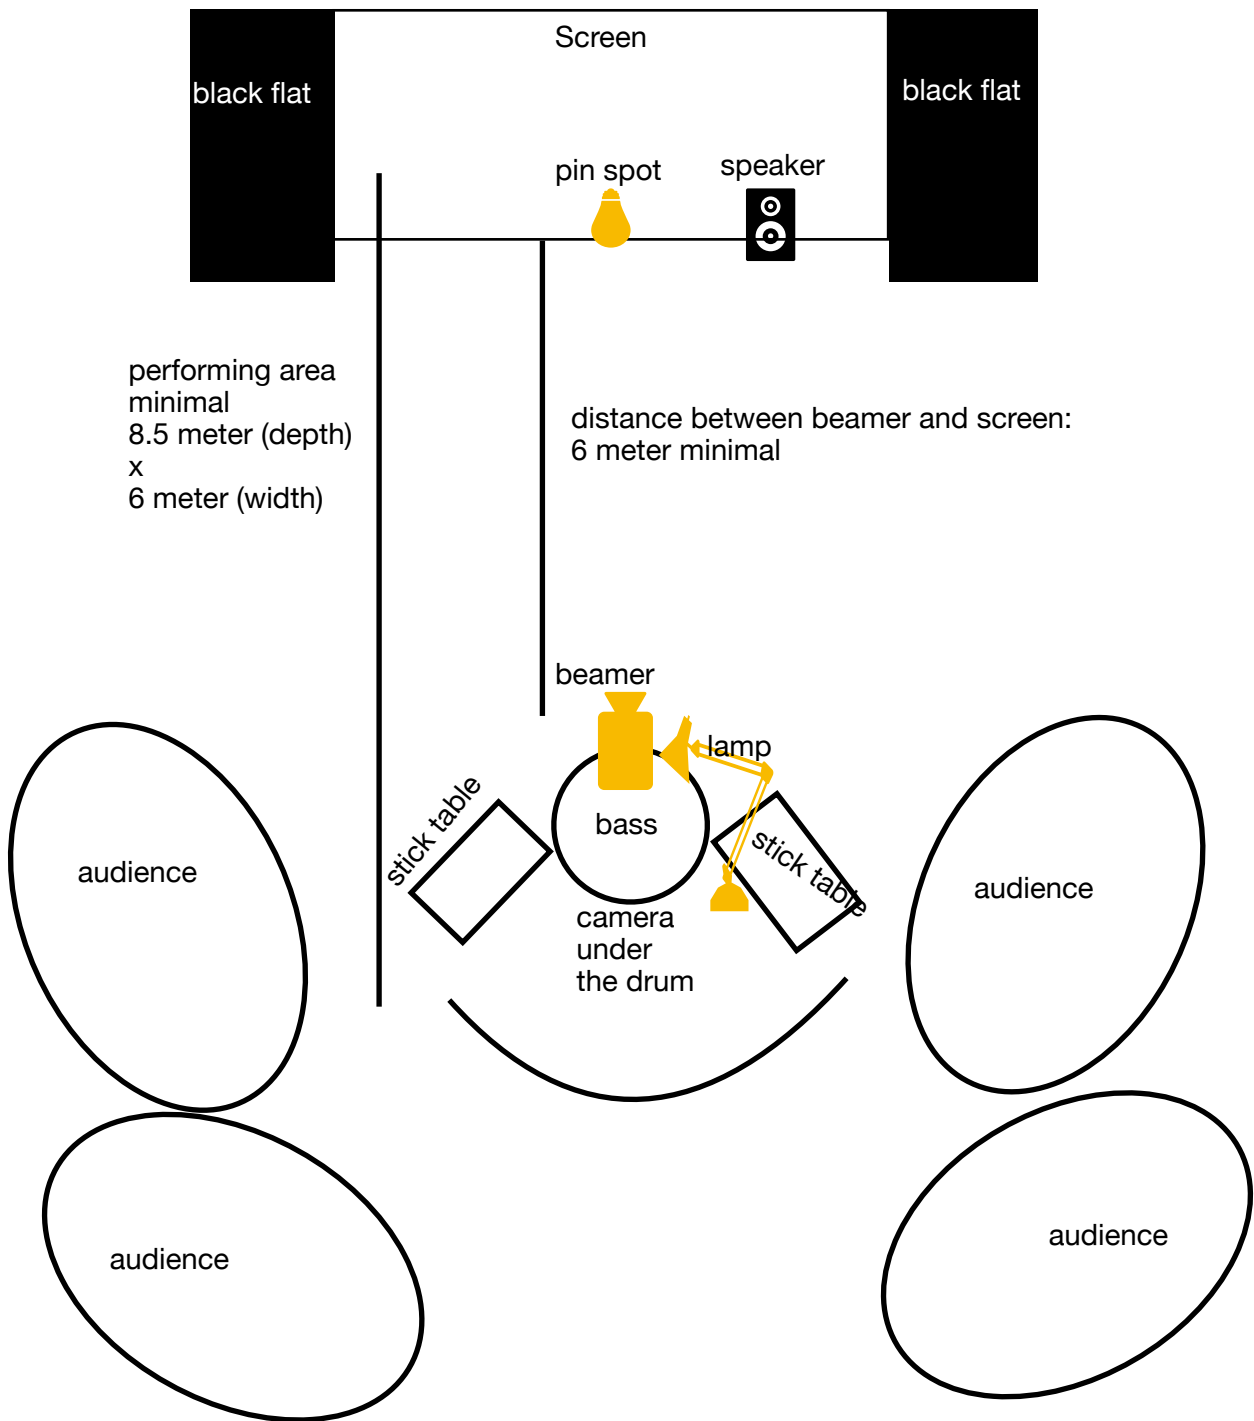 Screen
black flat
black flat
pin spot
speaker
performing area
minimal
8.5 meter (depth)
x
6 meter (width)
distance between beamer and screen:
6 meter minimal
beamer
lamp
stick table
bass
stick table
audience
audience
camera
under
the drum
audience
audience